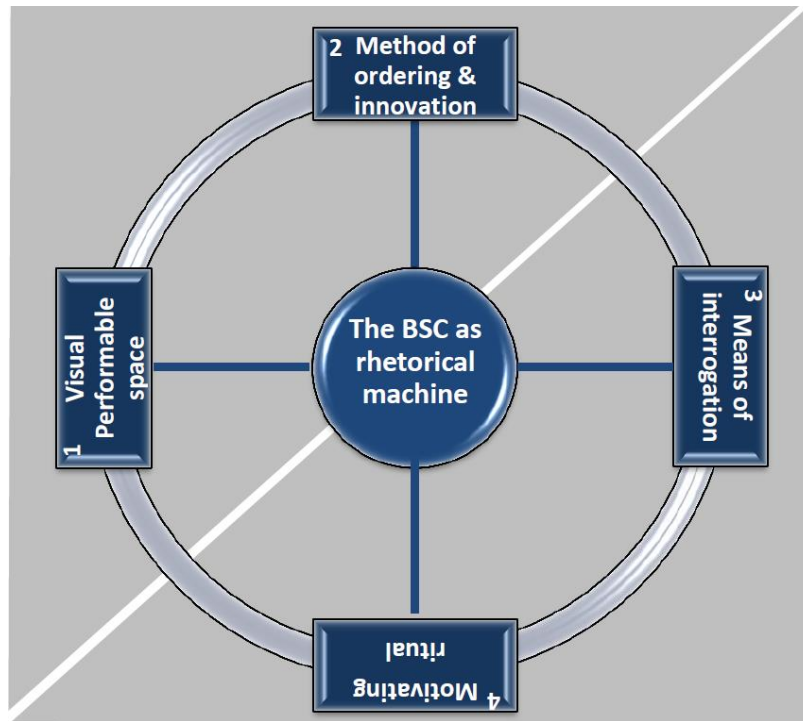 2 Method of
ordering &
innovation
1
Visual
Performable
space
The BSC as
rhetorical
machine
3 Means of
interrogation
4 Motivating
ritual